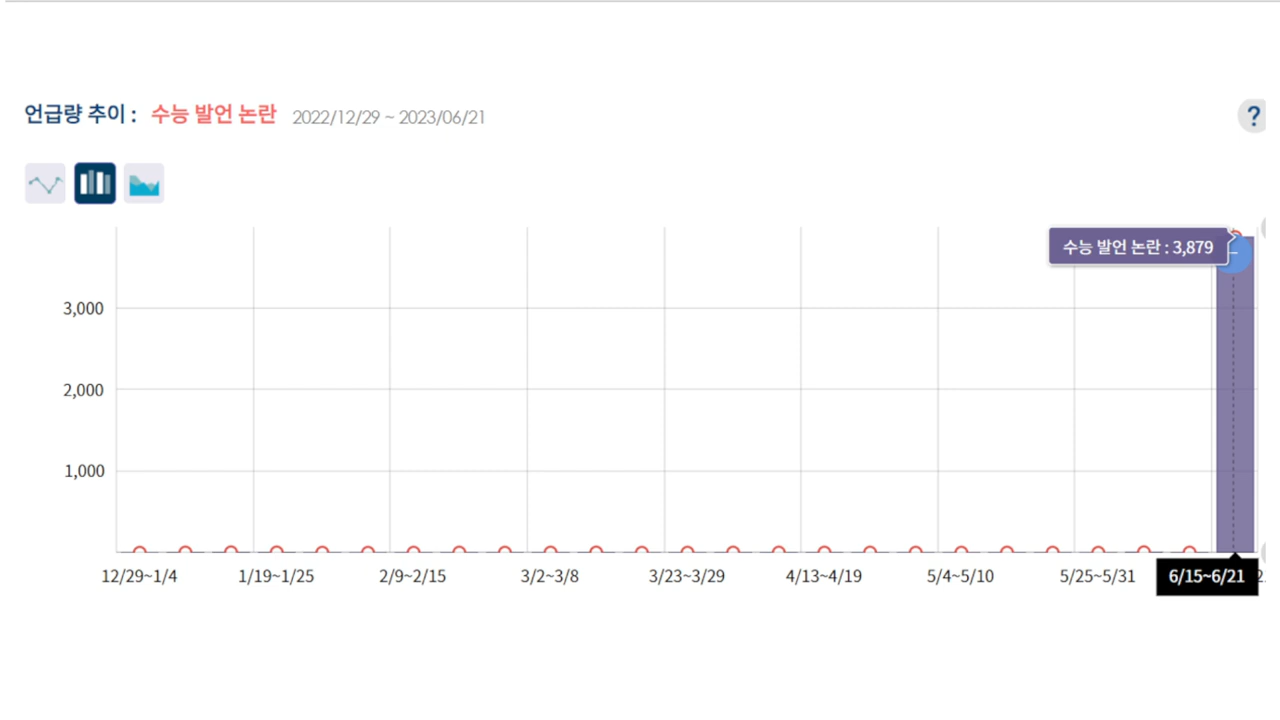 언급량 추이 : 수능 발언 논란 2022/12/29 ~ 2023/06/21
?
수능 발언 논란 : 3,879
3,000
2,000
1,000
12/29~1/4 1/19~1/25 2/9~2/15 3/2~3/8 3/23~3/29 4/13~4/19 5/4~5/10 5/25~5/31 6/15~6/21